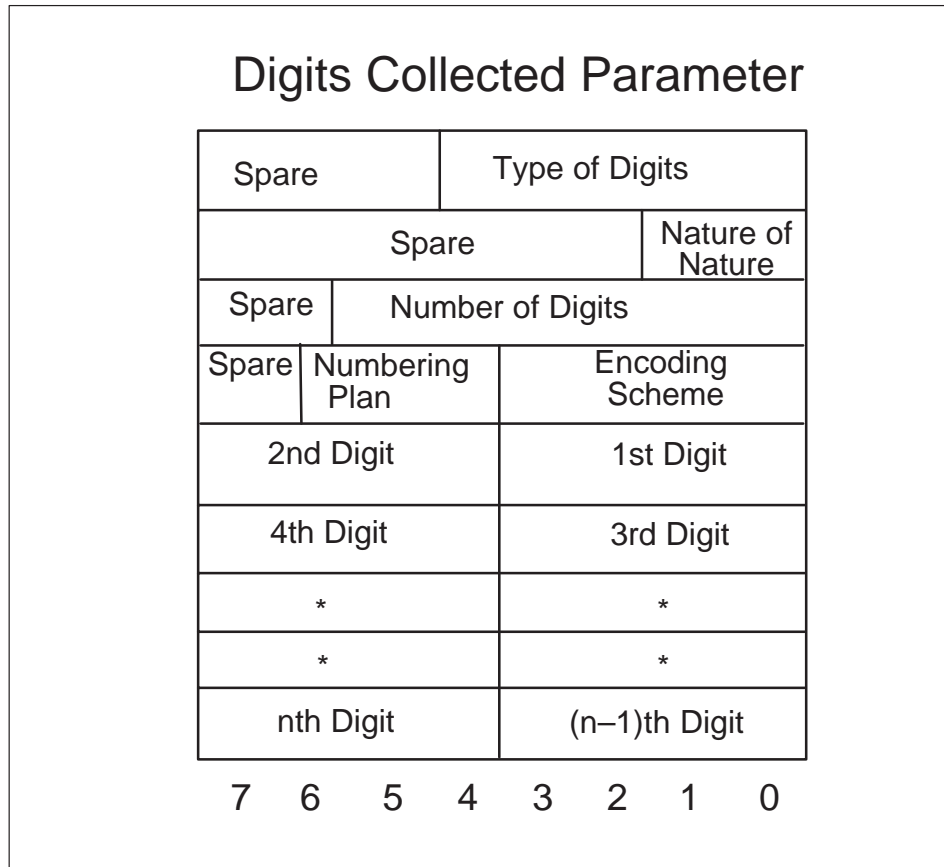 Digits Collected Parameter
Spare Type of Digits
Spare Nature of
Nature
Spare Number of Digits
Spare Numbering
Plan Encoding
Scheme
2nd Digit 1st Digit
4th Digit 3rd Digit
* *
* *
nth Digit (n–1)th Digit
7 6 5 4 3 2 1 0